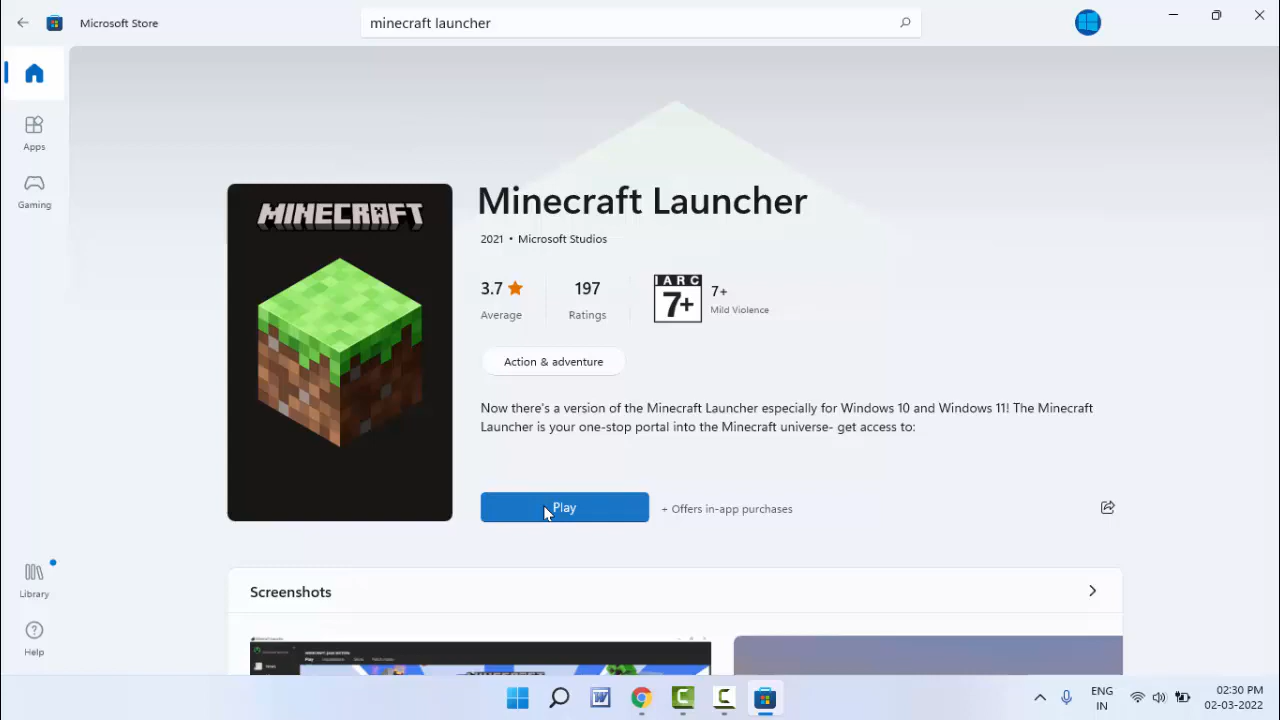 Microsoft Store
minecraft launcher
Apps
Gaming
MINECRAFT
Minecraft Launcher
2021 • Microsoft Studios
3.7
Average
197
Ratings
IARC
7+
7+
Mild Violence
Action & adventure
Now there's a version of the Minecraft Launcher especially for Windows 10 and Windows 11! The Minecraft
Launcher is your one-stop portal into the Minecraft universe- get access to:
Play
+ Offers in-app purchases
Library
Help
Screenshots
ENG
IN
02:30 PM
02-03-2022